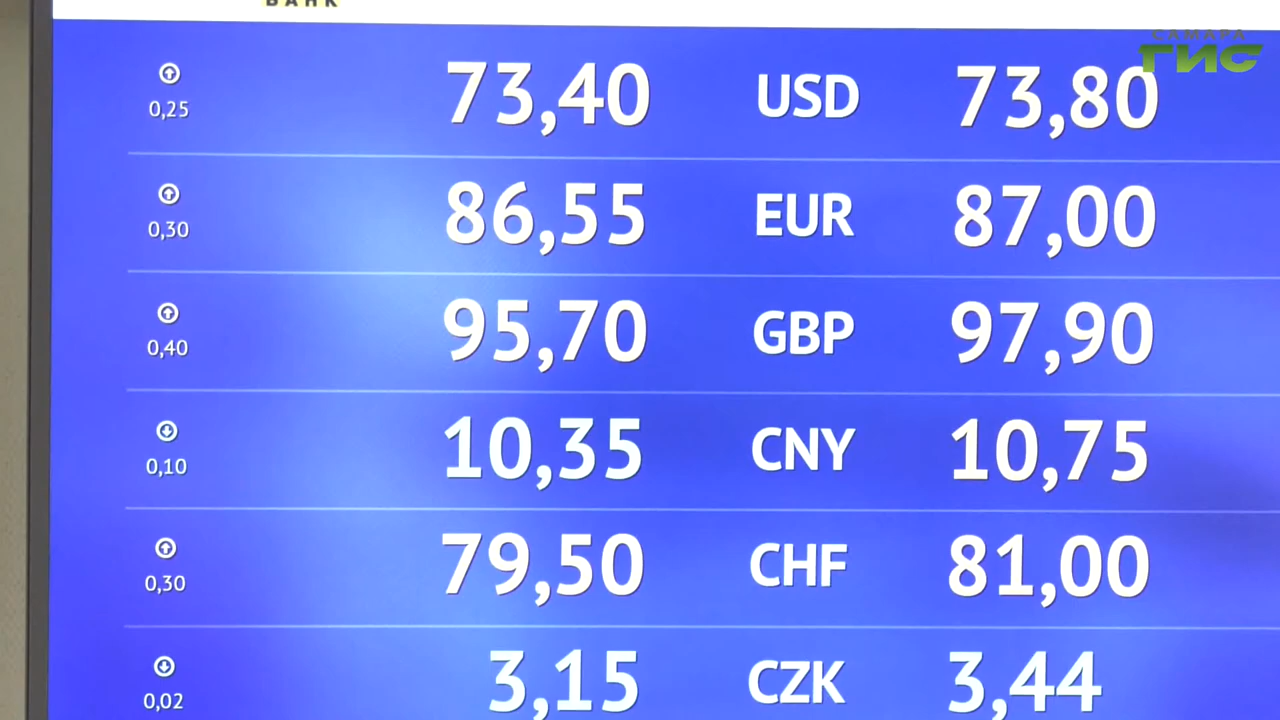 БАНК
САМАРА
ГИС
73,40 USD 73,80
0,25
86,55 EUR 87,00
0,30
95,70 GBP 97,90
0,40
10,35 CNY 10,75
0,10
79,50 CHF 81,00
0,30
3,15 CZK 3,44
0,02